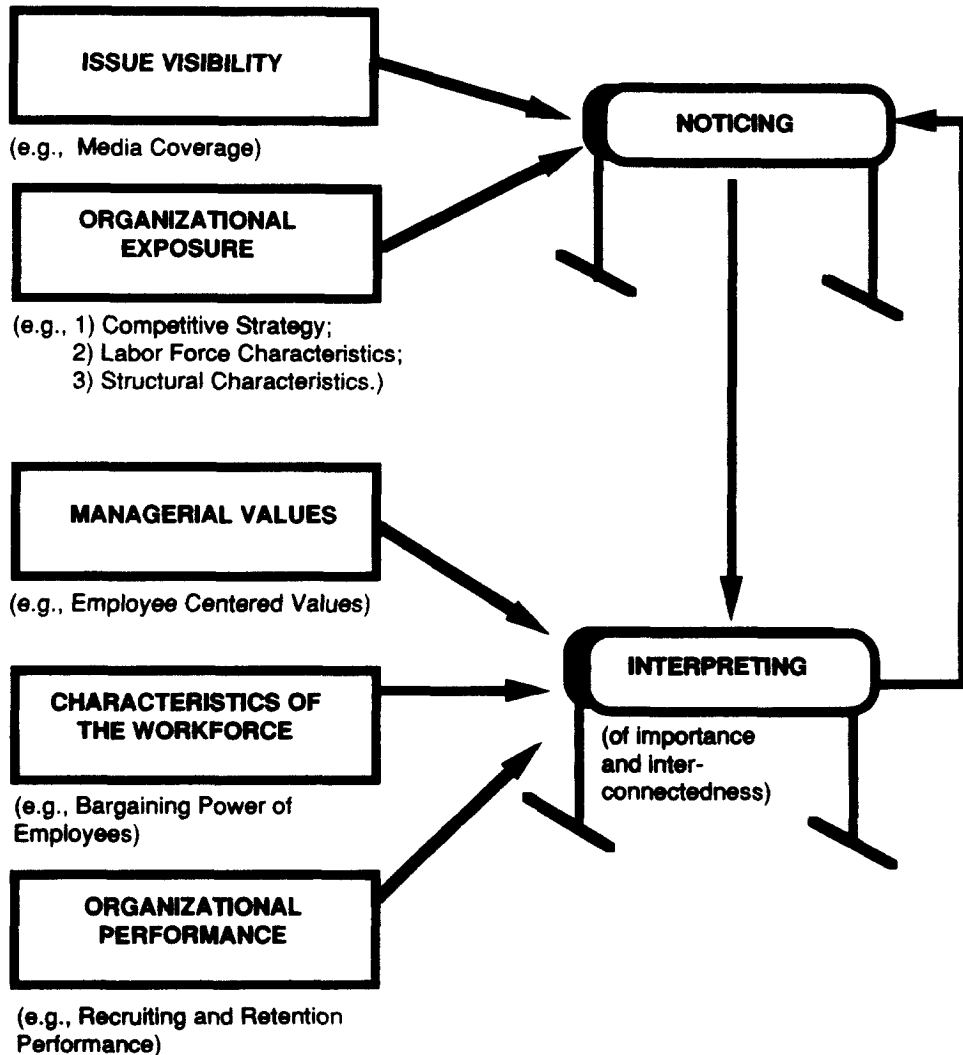 ISSUE VISIBILITY
(e.g., Media Coverage)
NOTICING
ORGANIZATIONAL
EXPOSURE
(e.g., 1) Competitive Strategy;
2) Labor Force Characteristics;
3) Structural Characteristics.)
MANAGERIAL VALUES
(e.g., Employee Centered Values)
INTERPRETING
(of importance
and inter-
connectedness)
CHARACTERISTICS OF
THE WORKFORCE
(e.g., Bargaining Power of
Employees)
ORGANIZATIONAL
PERFORMANCE
(e.g., Recruiting and Retention
Performance)